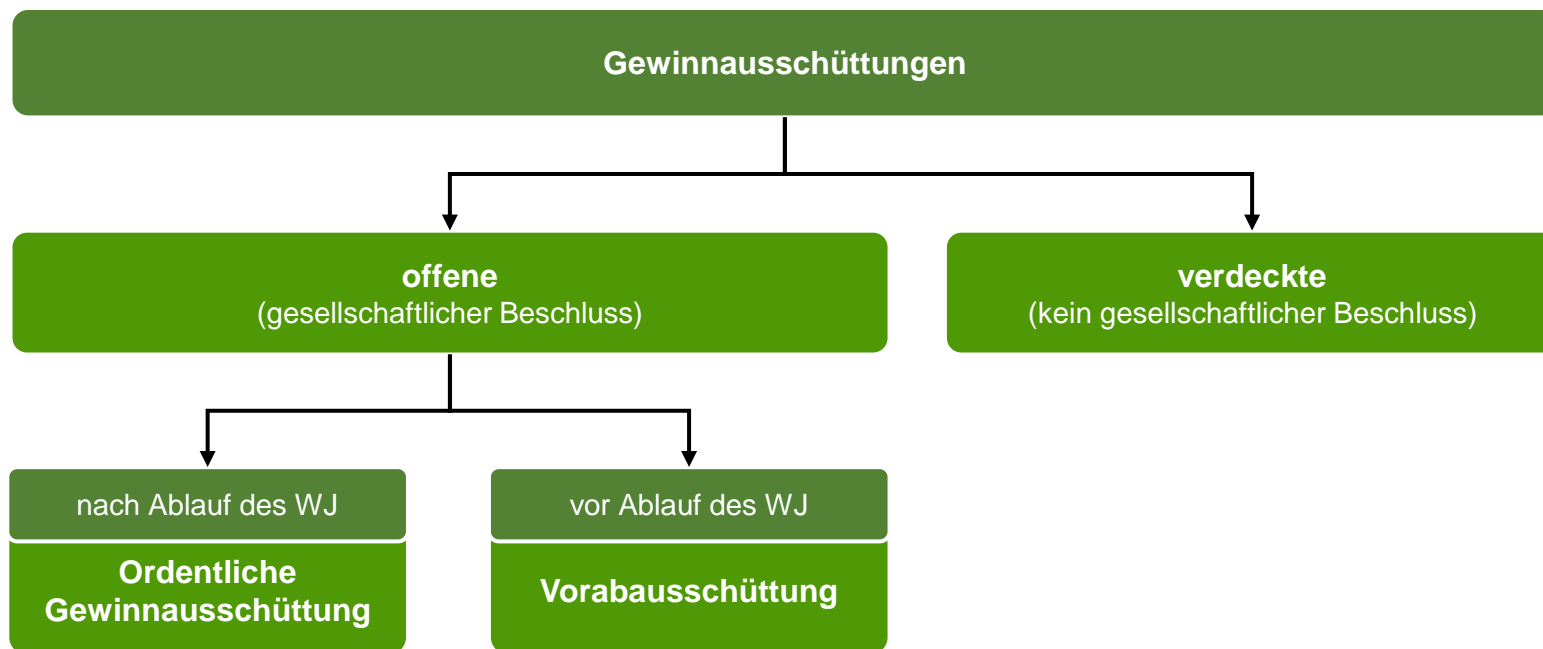 Gewinnausschüttungen
offene
(gesellschaftlicher Beschluss)
verdeckte
(kein gesellschaftlicher Beschluss)
nach Ablauf des WJ
Ordentliche
Gewinnausschüttung
vor Ablauf des WJ
Vorabausschüttung